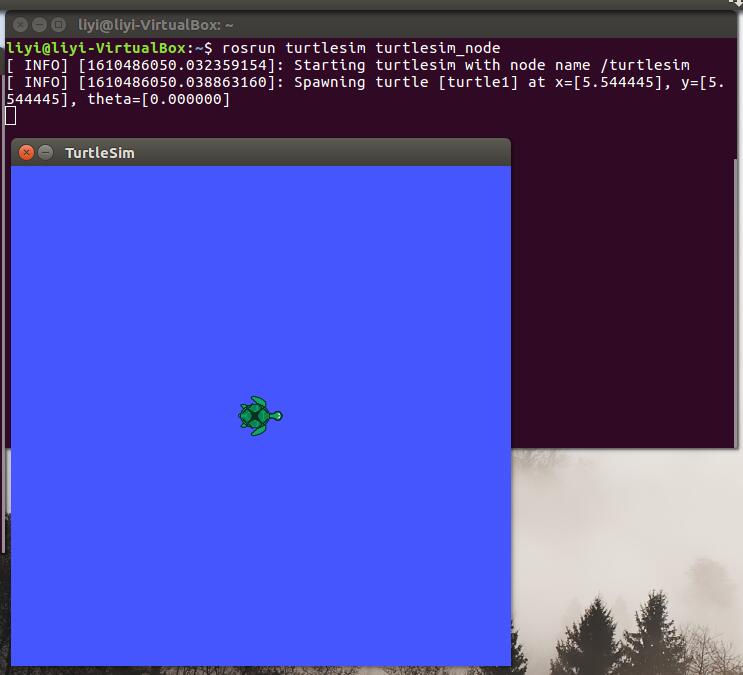 liyi@liyi-VirtualBox: ~
liyi@liyi-VirtualBox:~$ rosrun turtlesim turtlesim_node
[ INFO] [1610486050.032359154]: Starting turtlesim with node name /turtlesim
[ INFO] [1610486050.038863160]: Spawning turtle [turtle1] at x=[5.544445], y=[5.
544445], theta=[0.000000]
TurtleSim